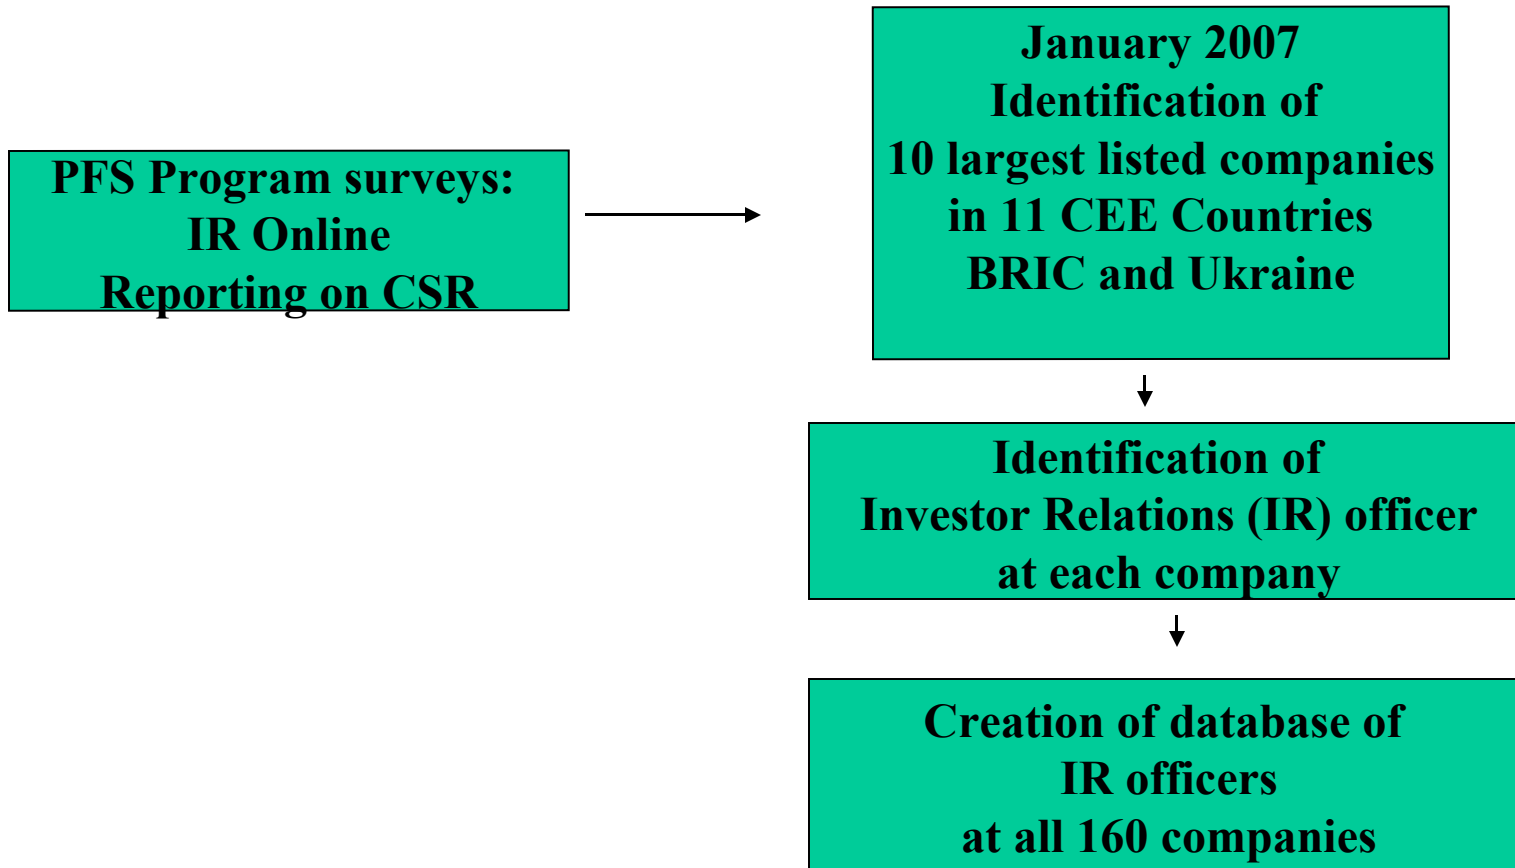 PFS Program surveys:
IR Online
Reporting on CSR
January 2007
Identification of
10 largest listed companies
in 11 CEE Countries
BRIC and Ukraine
Identification of
Investor Relations (IR) officer
at each company
Creation of database of
IR officers
at all 160 companies